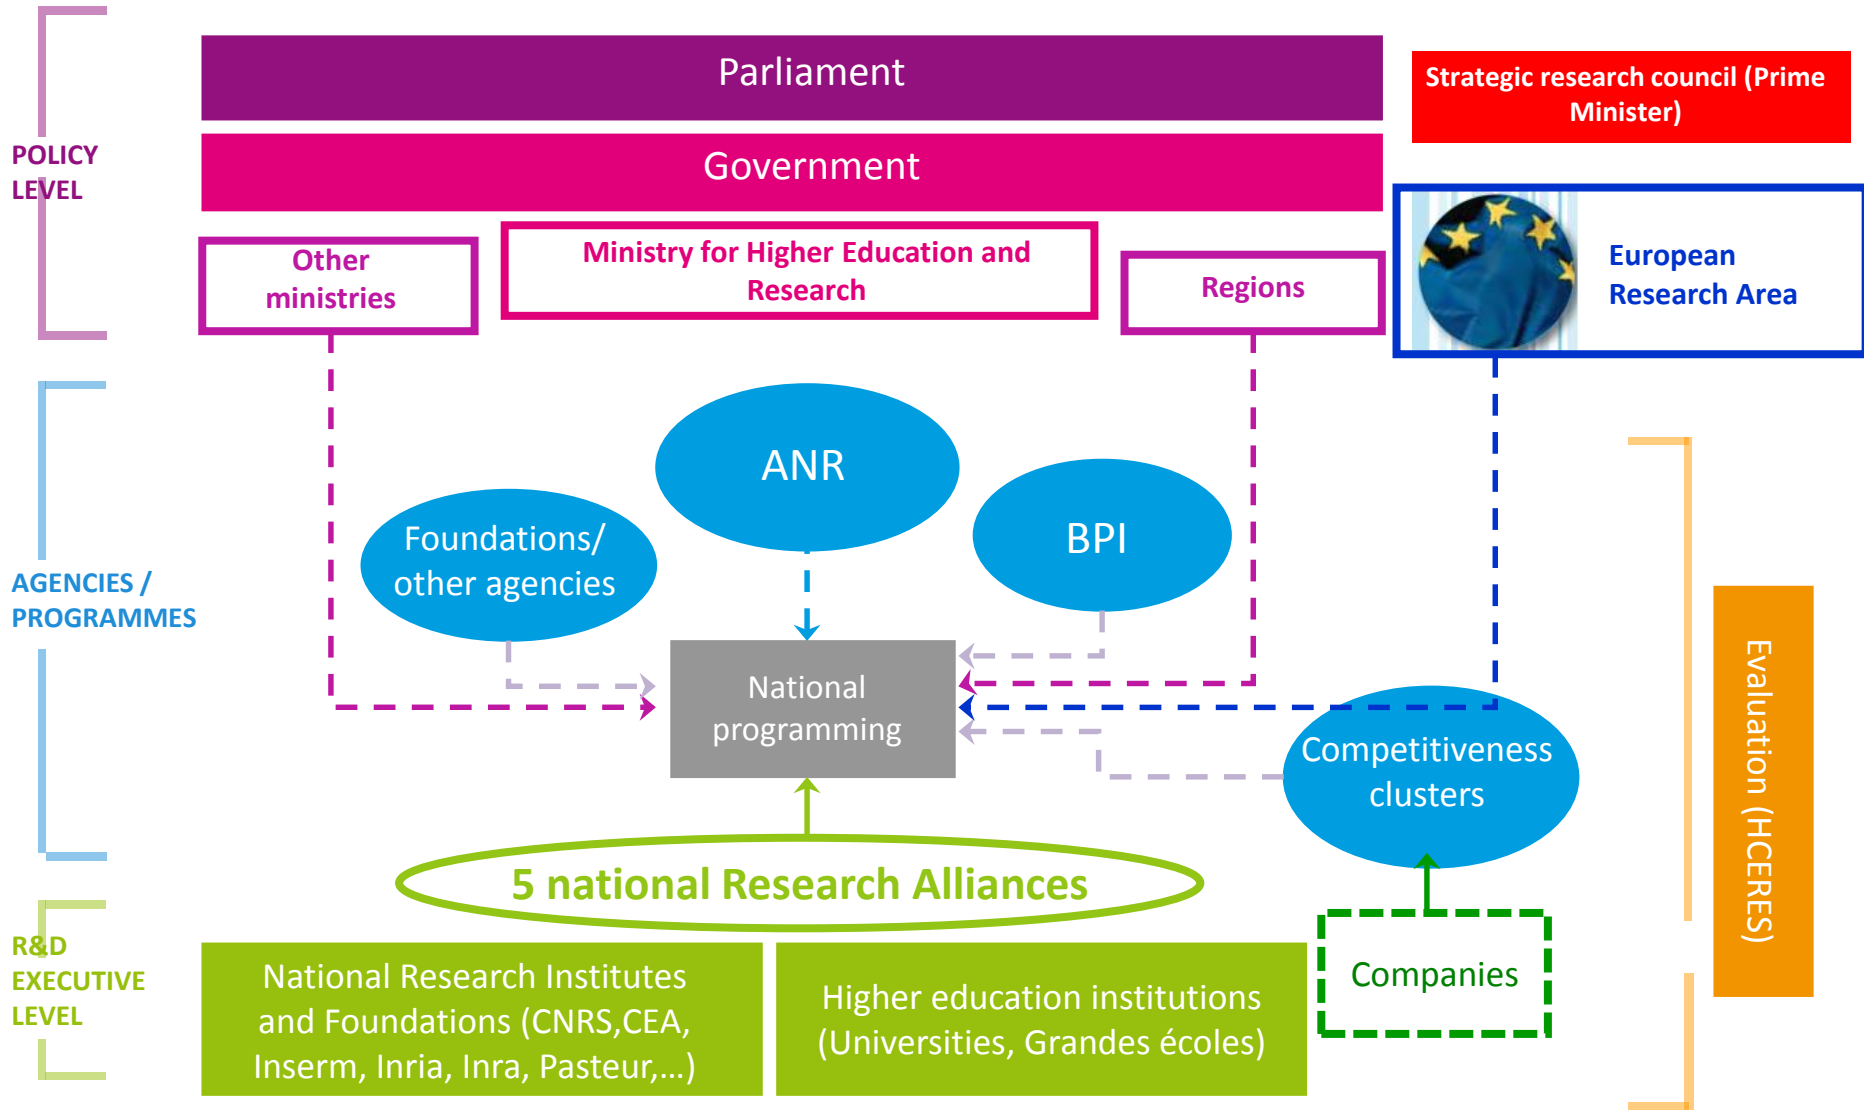 Parliament
Strategic research council (Prime
Minister)
POLICY
LEVEL
Government
Other
ministries
Ministry for Higher Education and
Research
Regions
European
Research Area
ANR
BPI
Foundations/
other agencies
AGENCIES /
PROGRAMMES
National
programming
Competitiveness
clusters
Evaluation (HCERES)
5 national Research Alliances
R&D
EXECUTIVE
LEVEL
National Research Institutes
and Foundations (CNRS,CEA,
Inserm, Inria, Inra, Pasteur,...)
Higher education institutions
(Universities, Grandes écoles)
Companies